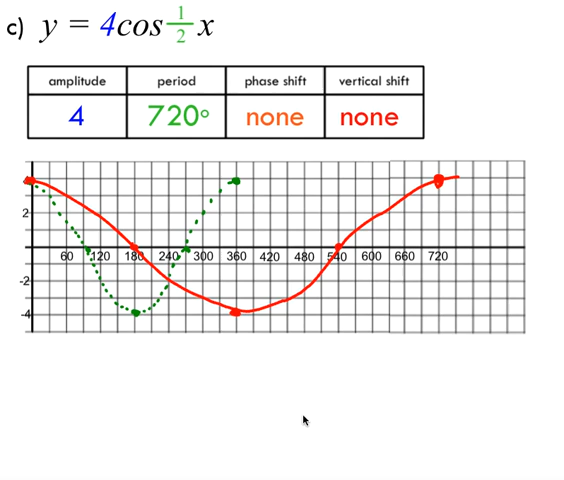 c) y = 4cos 1/2 x
amplitude period phase shift vertical shift
4 720° none none
2
60 120 180 240 300 360 420 480 540 600 660 720
-2
-4